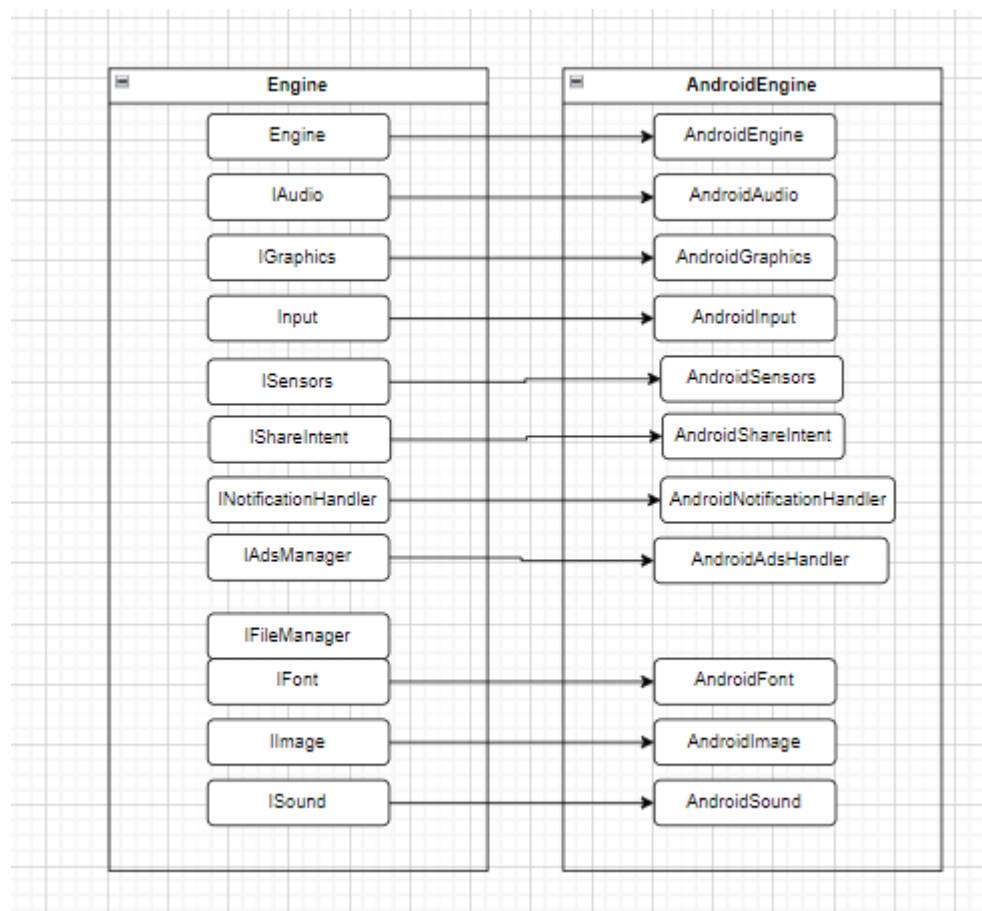 Engine
AndroidEngine
Engine
AndroidEngine
IAudio
AndroidAudio
IGraphics
AndroidGraphics
Input
AndroidInput
ISensors
AndroidSensors
IShareIntent
AndroidShareIntent
INotificationHandler
AndroidNotificationHandler
IAdsManager
AndroidAdsHandler
IFileManager
IFont
AndroidFont
IImage
AndroidImage
ISound
AndroidSound